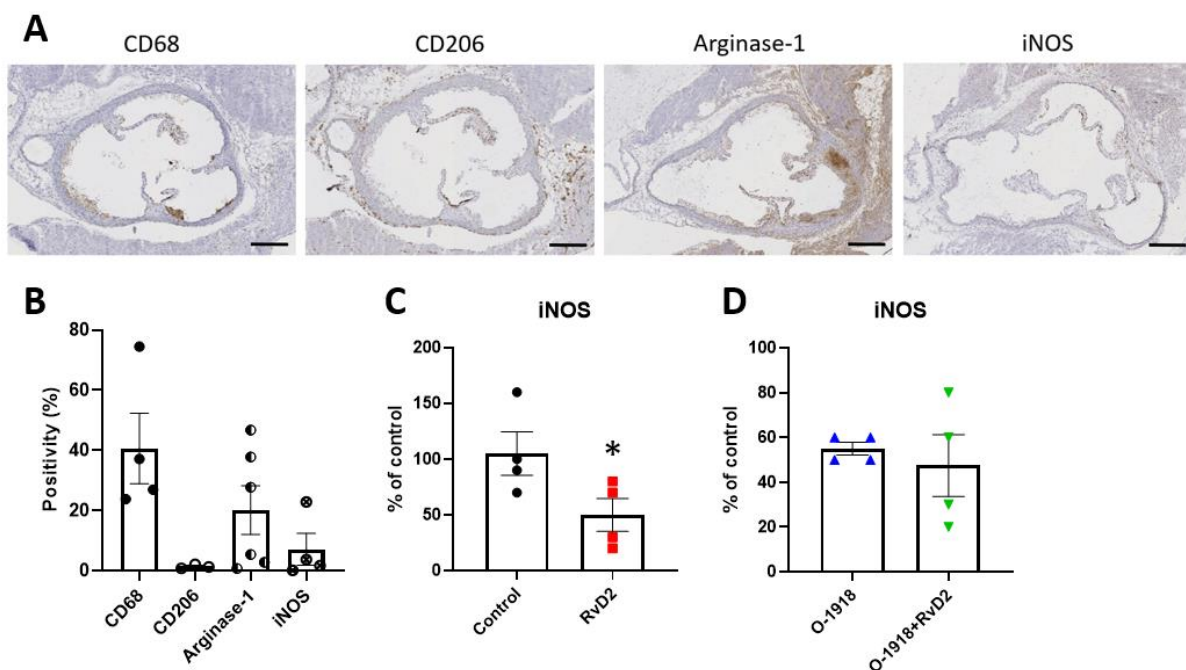 A
CD68
CD206
Arginase-1
iNOS
B
Positivity (%)
80
60
40
20
0
CD68
CD206
Arginase-1
iNOS
C
iNOS
% of control
200
150
100
50
0
*
Control
RvD2
D
iNOS
% of control
100
80
60
40
20
0
O-1918
O-1918+RvD2